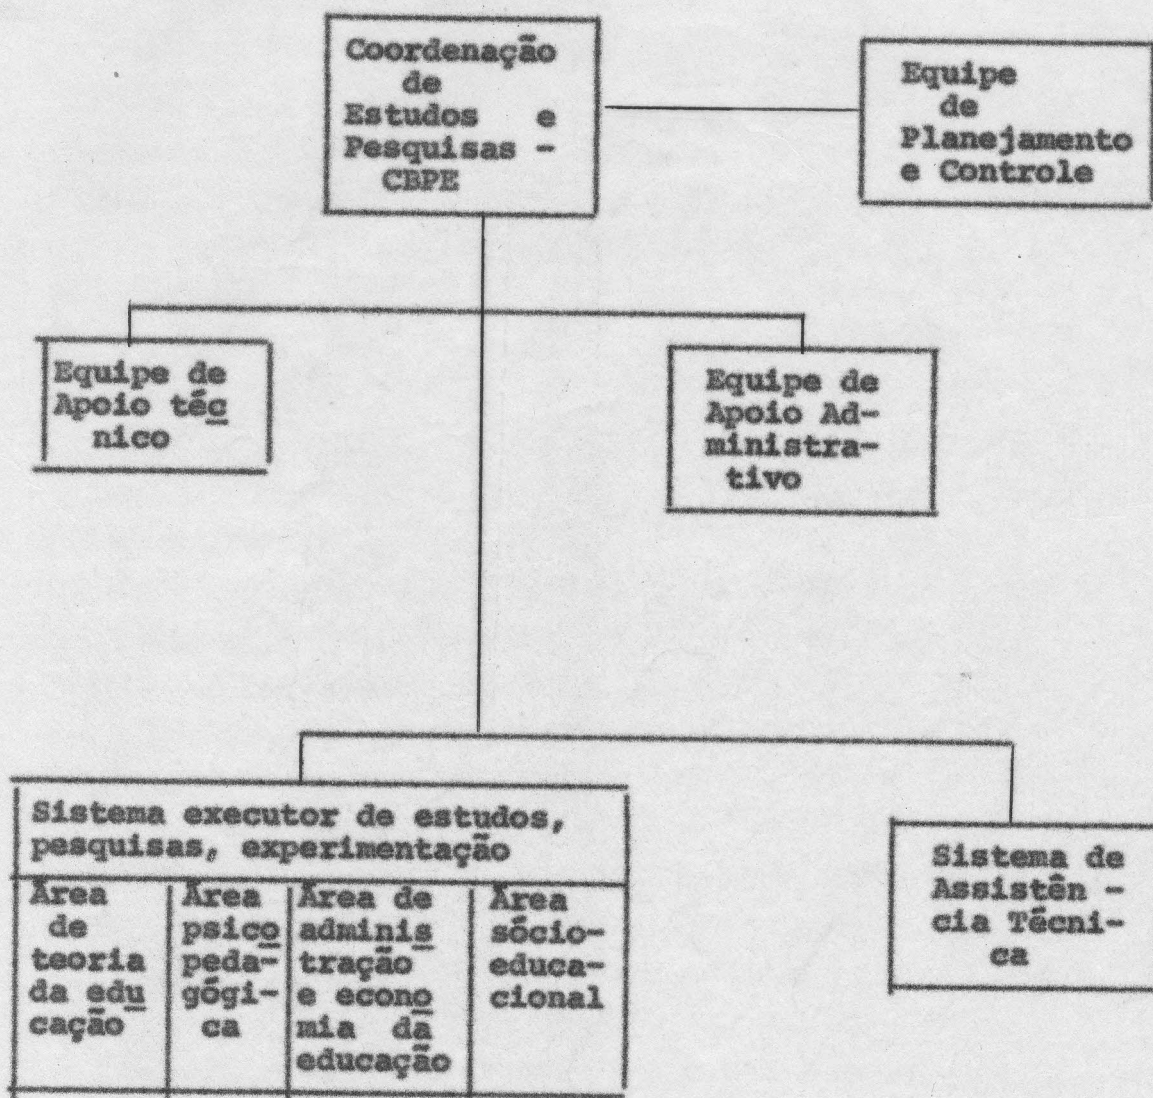 Coordenação
de
Estudos e
Pesquisas -
CBPE
Equipe
de
Planejamento
e Controle
Equipe de
Apoio téc
nico
Equipe de
Apoio Ad-
ministra-
tivo
Sistema executor de estudos,
pesquisas, experimentação
Área
de
teoria
da edu
cação
Área
psico
peda-
gógi-
ca
Área de
adminis
tração
e econo
mia da
educação
Área
sócio-
educa-
cional
Sistema de
Assistên -
cia Técni-
ca